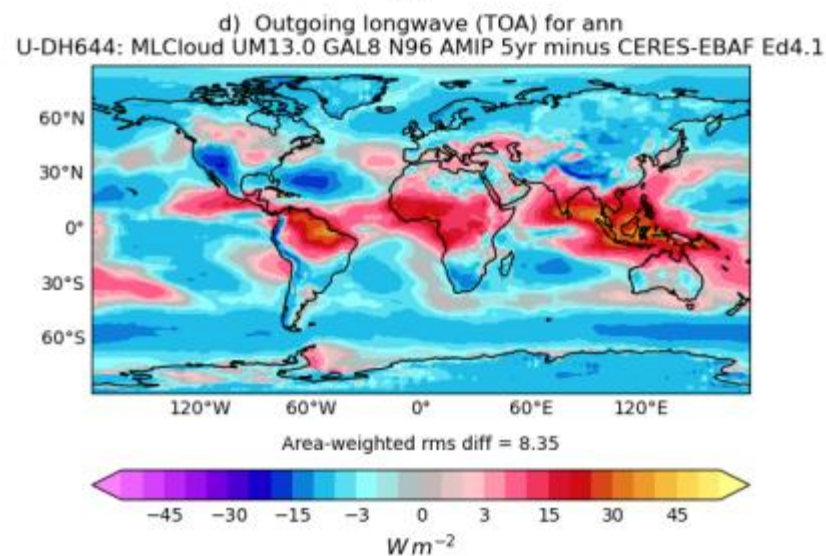 d)  Outgoing longwave (TOA) for ann
U-DH644: MLCloud UM13.0 GAL8 N96 AMIP 5yr minus CERES-EBAF Ed4.1
60°N
30°N
0°
30°S
60°S
120°W 60°W 0° 60°E 120°E
Area-weighted rms diff = 8.35
−45 −30 −15 −3 0 3 15 30 45
W m⁻²